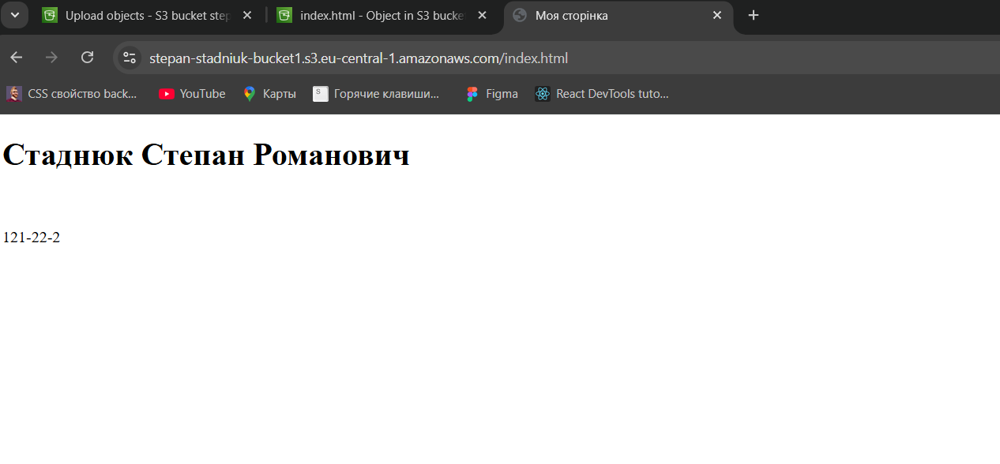 Upload objects - S3 bucket step
index.html - Object in S3 bucke
Моя сторінка
stepan-stadniuk-bucket1.s3.eu-central-1.amazonaws.com/index.html
CSS свойство back...
YouTube
Карты
S
Горячие клавиши...
Figma
React DevTools tuto...
Стаднюк Степан Романович
121-22-2